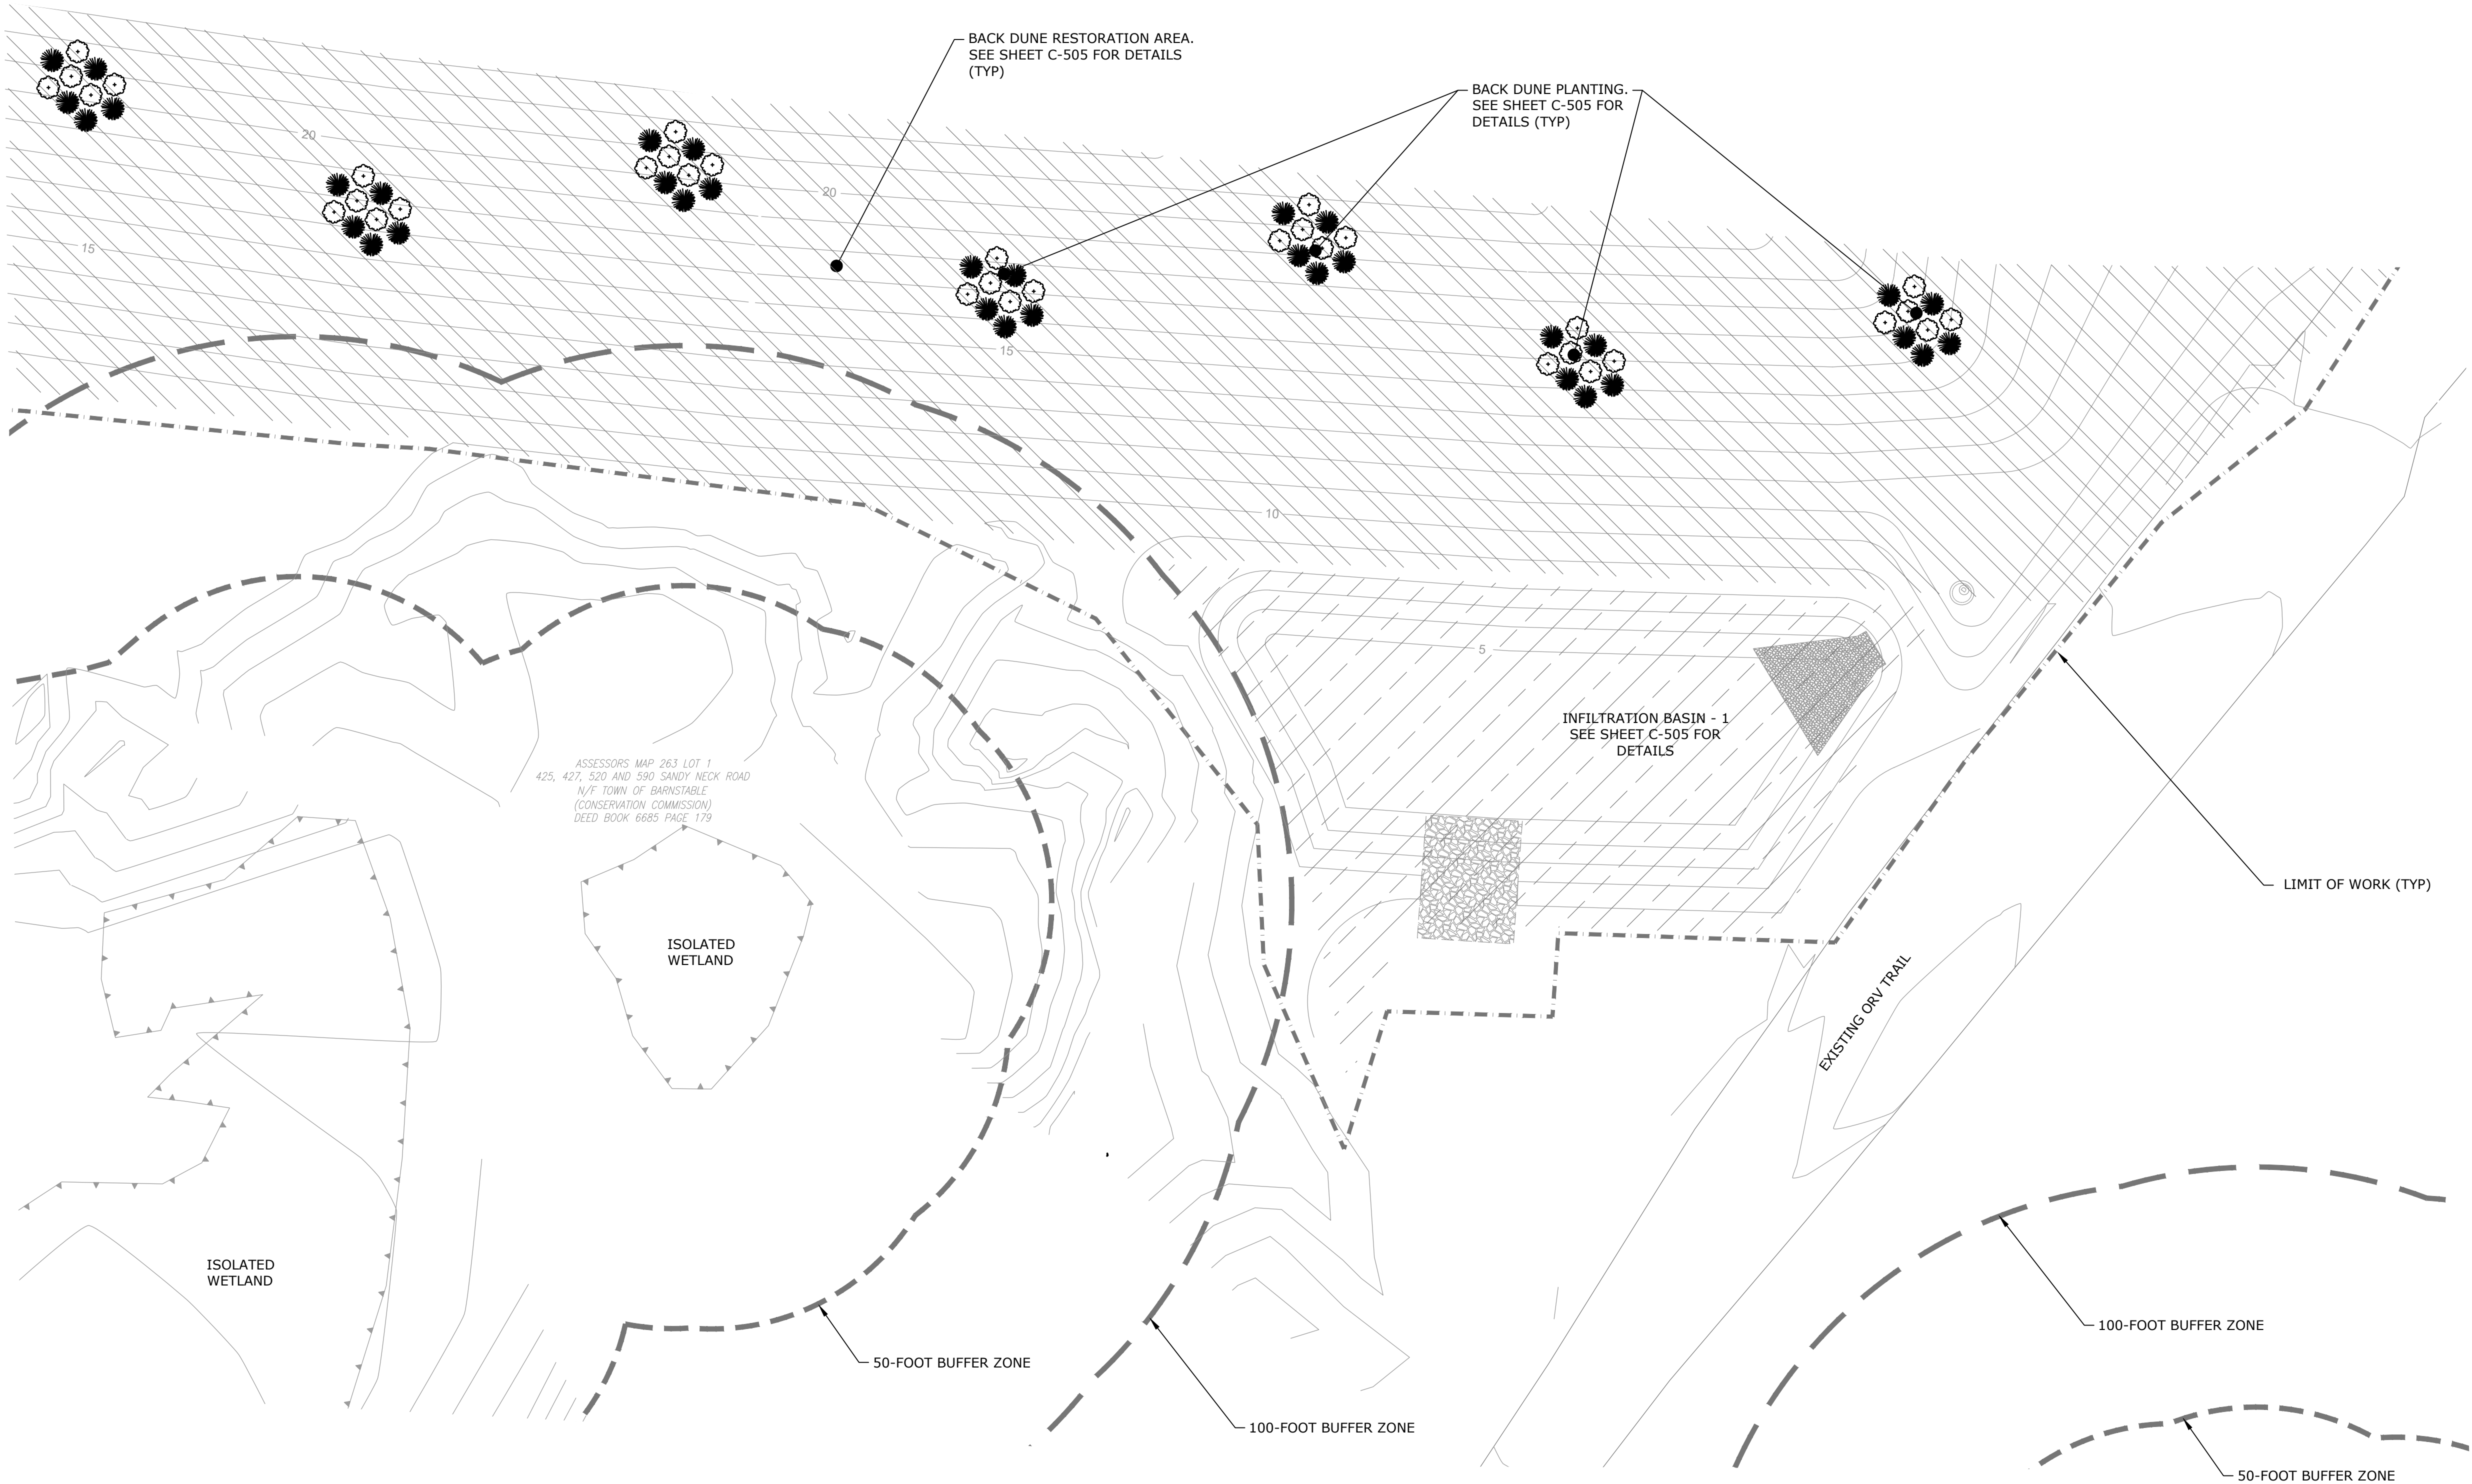 BACK DUNE RESTORATION AREA.
SEE SHEET C-505 FOR DETAILS
(TYP)
BACK DUNE PLANTING.
SEE SHEET C-505 FOR
DETAILS (TYP)
20
20
15
15
10
5
INFILTRATION BASIN - 1
SEE SHEET C-505 FOR
DETAILS
ASSESSORS MAP 263 LOT 1
425, 427, 520 AND 590 SANDY NECK ROAD
N/F TOWN OF BARNSTABLE
(CONSERVATION COMMISSION)
DEED BOOK 6685 PAGE 179
LIMIT OF WORK (TYP)
ISOLATED
WETLAND
EXISTING ORV TRAIL
ISOLATED
WETLAND
100-FOOT BUFFER ZONE
50-FOOT BUFFER ZONE
100-FOOT BUFFER ZONE
50-FOOT BUFFER ZONE